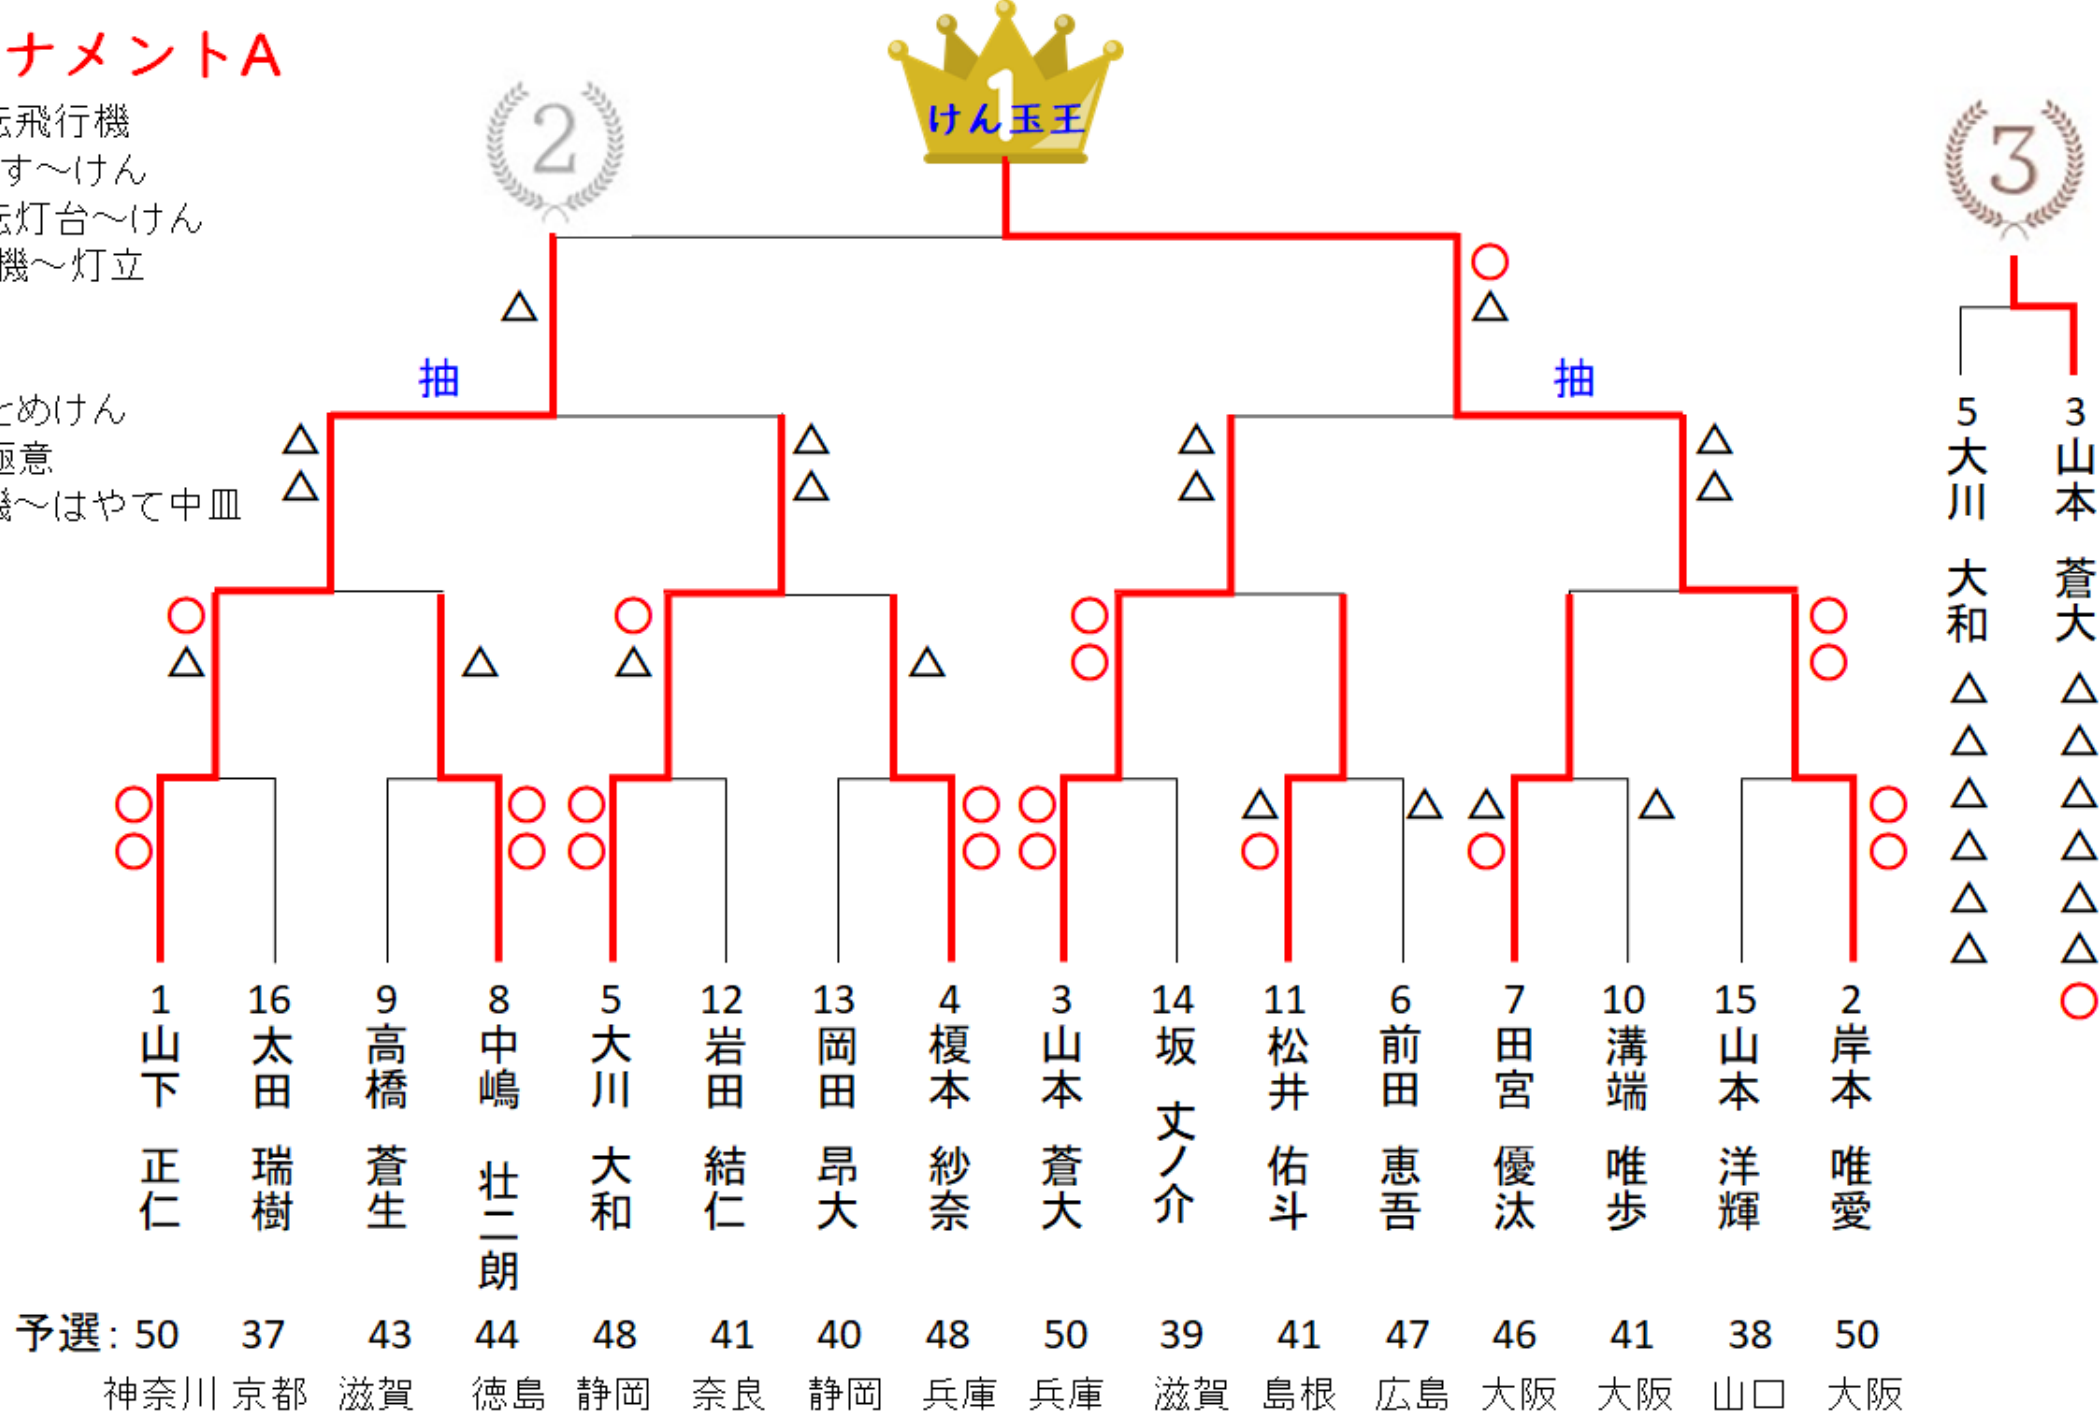 ナメントA
転飛行機
す～けん
転灯台～けん
機～灯立
とめけん
極意
機～はやて中皿
2
1
けん玉王
3
△
○
△
抽
抽
△
△
△
△
△
△
△
△
5 3
大川 大和
山本 蒼大
○
△
△
○
△
△
○
○
○
○
△ △
△ △
△ △
△ △
△ △
△ △
○
○
○
○
○
○
○
○
○
○
○
△
○
△
△
○
△
○
○
1 16 9 8 5 12 13 4 3 14 11 6 7 10 15 2
山下 正仁
太田 瑞樹
高橋 蒼生
中嶋 壮二朗
大川 大和
岩田 結仁
岡田 昂大
榎本 紗奈
山本 蒼大
坂 丈ノ介
松井 佑斗
前田 恵吾
田宮 優汰
溝端 唯歩
山本 洋輝
岸本 唯愛
予選: 50 37 43 44 48 41 40 48 50 39 41 47 46 41 38 50
神奈川 京都 滋賀 徳島 静岡 奈良 静岡 兵庫 兵庫 滋賀 島根 広島 大阪 大阪 山口 大阪